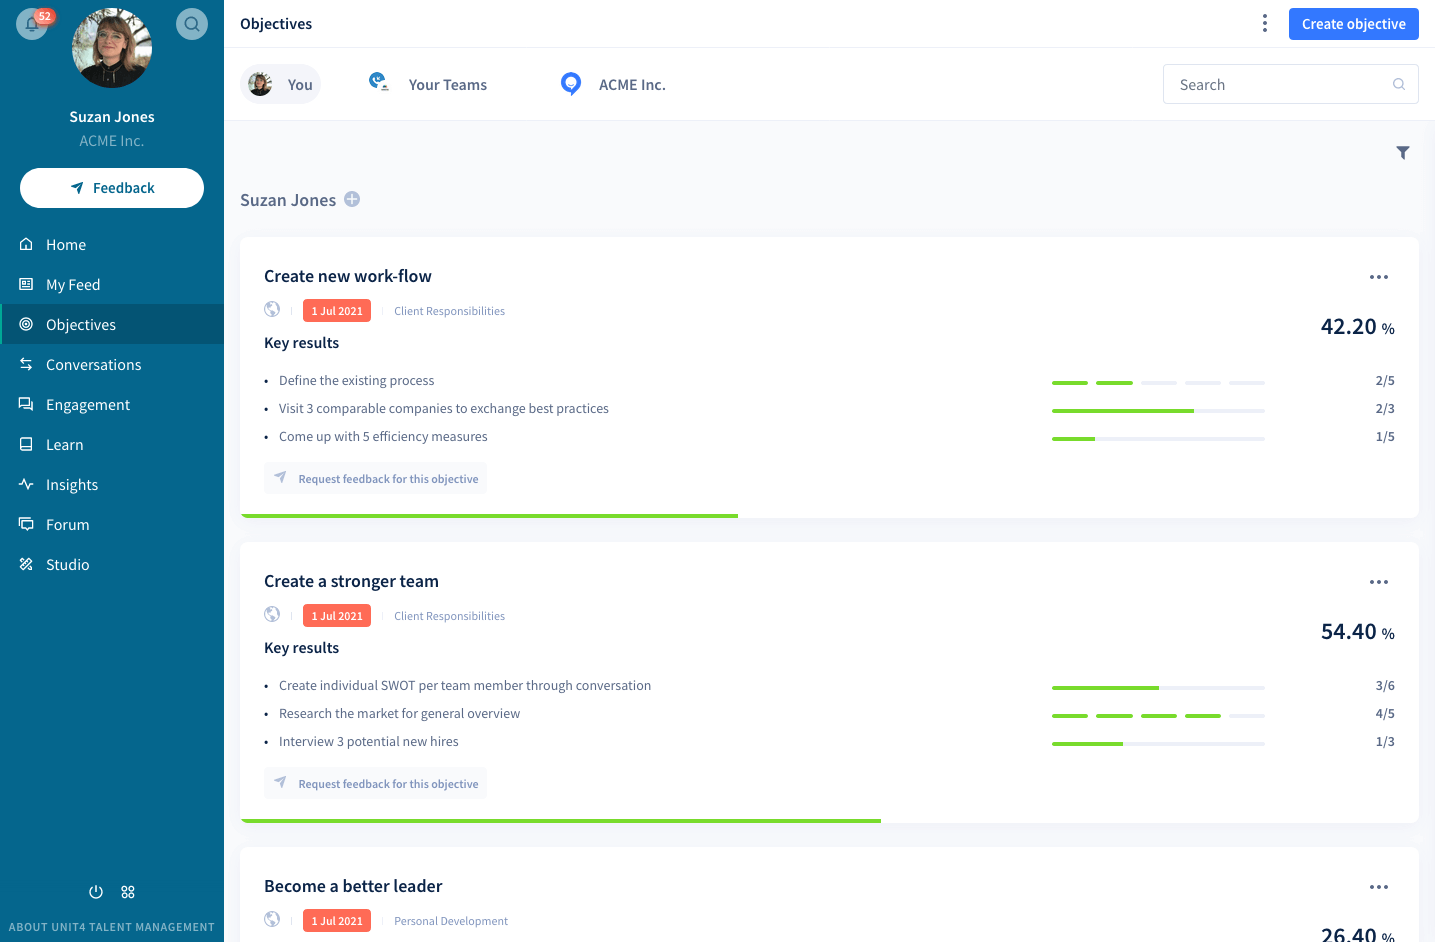 52
Suzan Jones
ACME Inc.
Feedback
Home
My Feed
Objectives
Conversations
Engagement
Learn
Insights
Forum
Studio
ABOUT UNIT4 TALENT MANAGEMENT
Objectives
Create objective
You
Your Teams
ACME Inc.
Search
Suzan Jones
Create new work-flow
1 Jul 2021 Client Responsibilities
42.20 %
Key results
• Define the existing process 2/5
• Visit 3 comparable companies to exchange best practices 2/3
• Come up with 5 efficiency measures 1/5
Request feedback for this objective
Create a stronger team
1 Jul 2021 Client Responsibilities
54.40 %
Key results
• Create individual SWOT per team member through conversation 3/6
• Research the market for general overview 4/5
• Interview 3 potential new hires 1/3
Request feedback for this objective
Become a better leader
1 Jul 2021 Personal Development
26.40 %